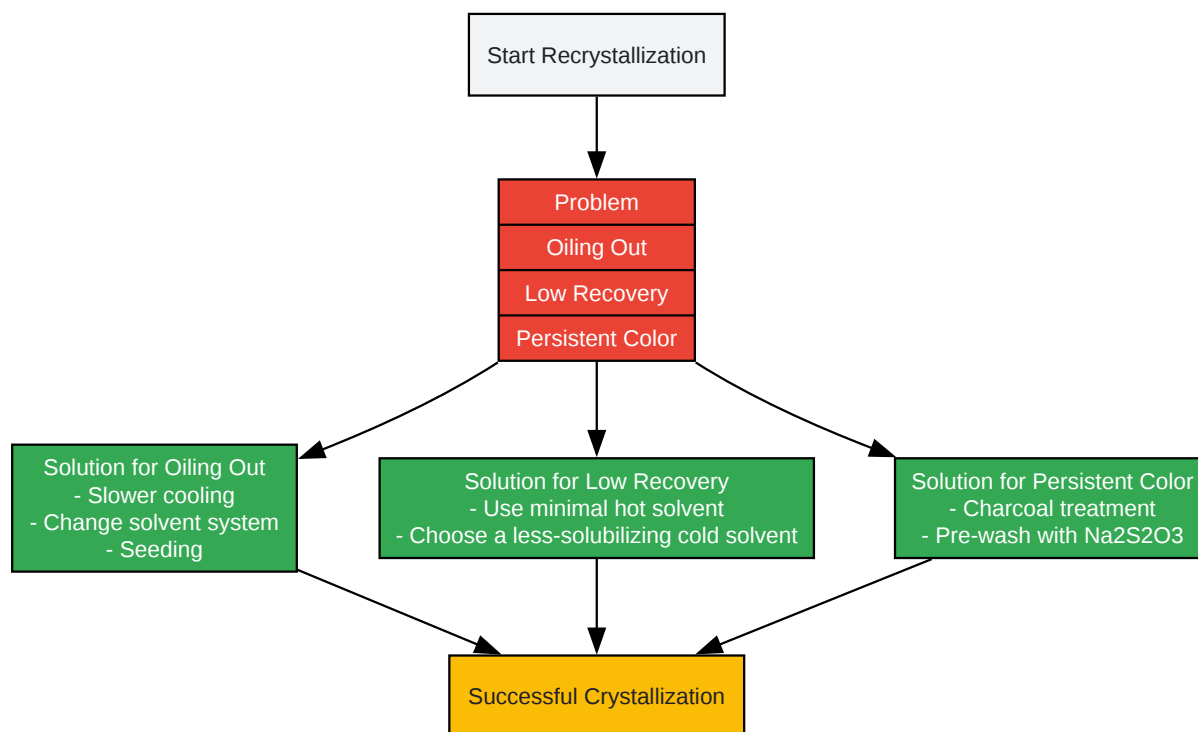 Start Recrystallization
Problem
Oiling Out
Low Recovery
Persistent Color
Solution for Oiling Out
- Slower cooling
- Change solvent system
- Seeding
Solution for Low Recovery
- Use minimal hot solvent
- Choose a less-solubilizing cold solvent
Solution for Persistent Color
- Charcoal treatment
- Pre-wash with Na2S2O3
Successful Crystallization